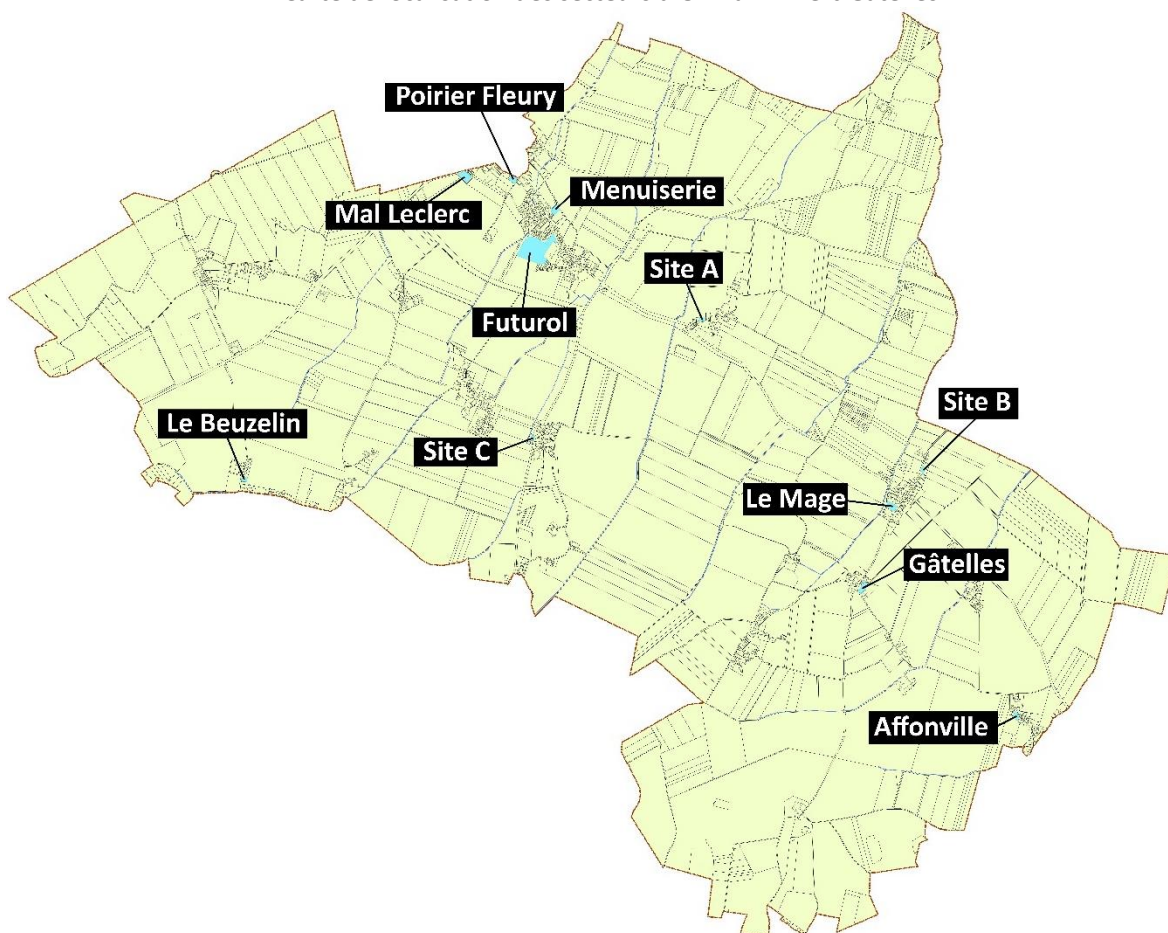 Poirier Fleury
Menuiserie
Mal Leclerc
Site A
Futurol
Site B
Le Beuzelin
Site C
Le Mage
Gâtelles
Affonville